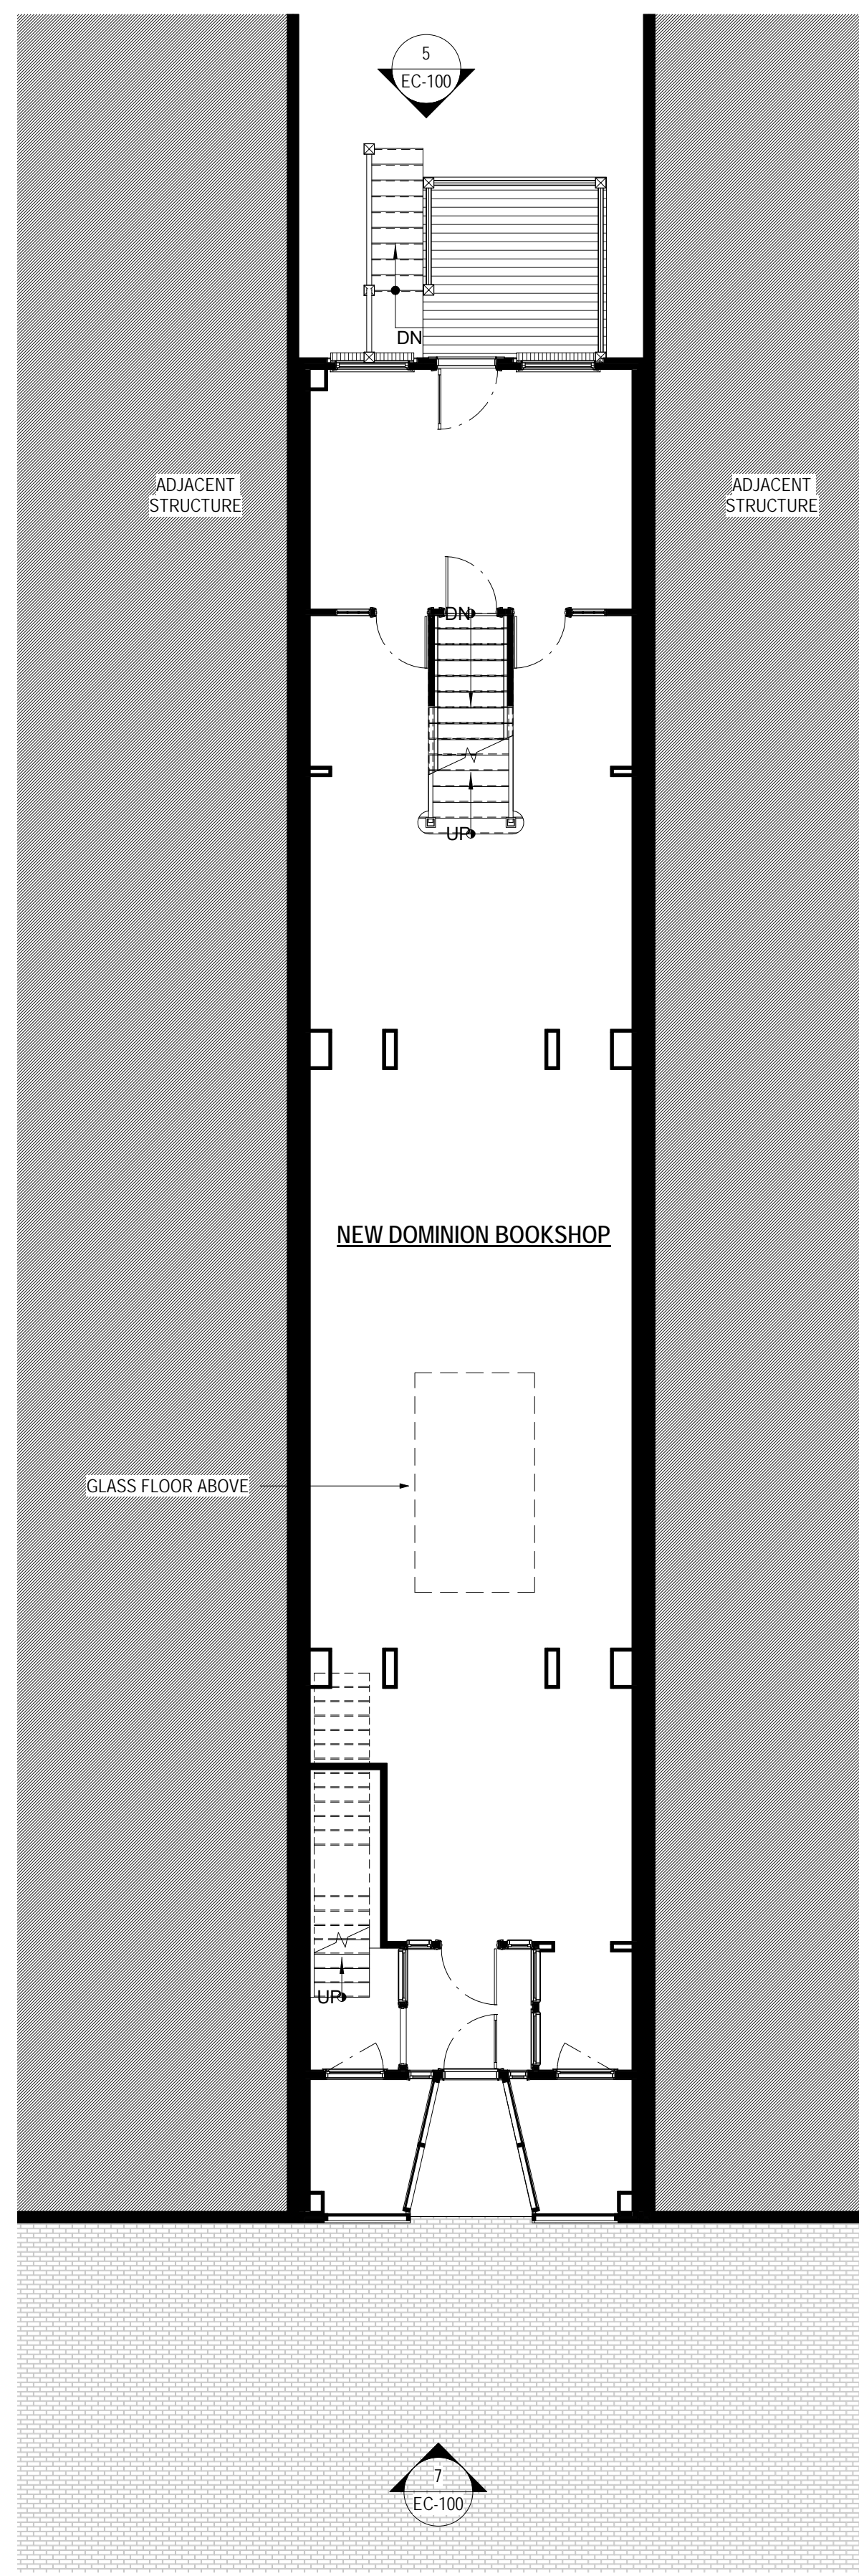 5
EC-100
DN
ADJACENT
STRUCTURE
ADJACENT
STRUCTURE
DN
UP
NEW DOMINION BOOKSHOP
GLASS FLOOR ABOVE
UP
7
EC-100